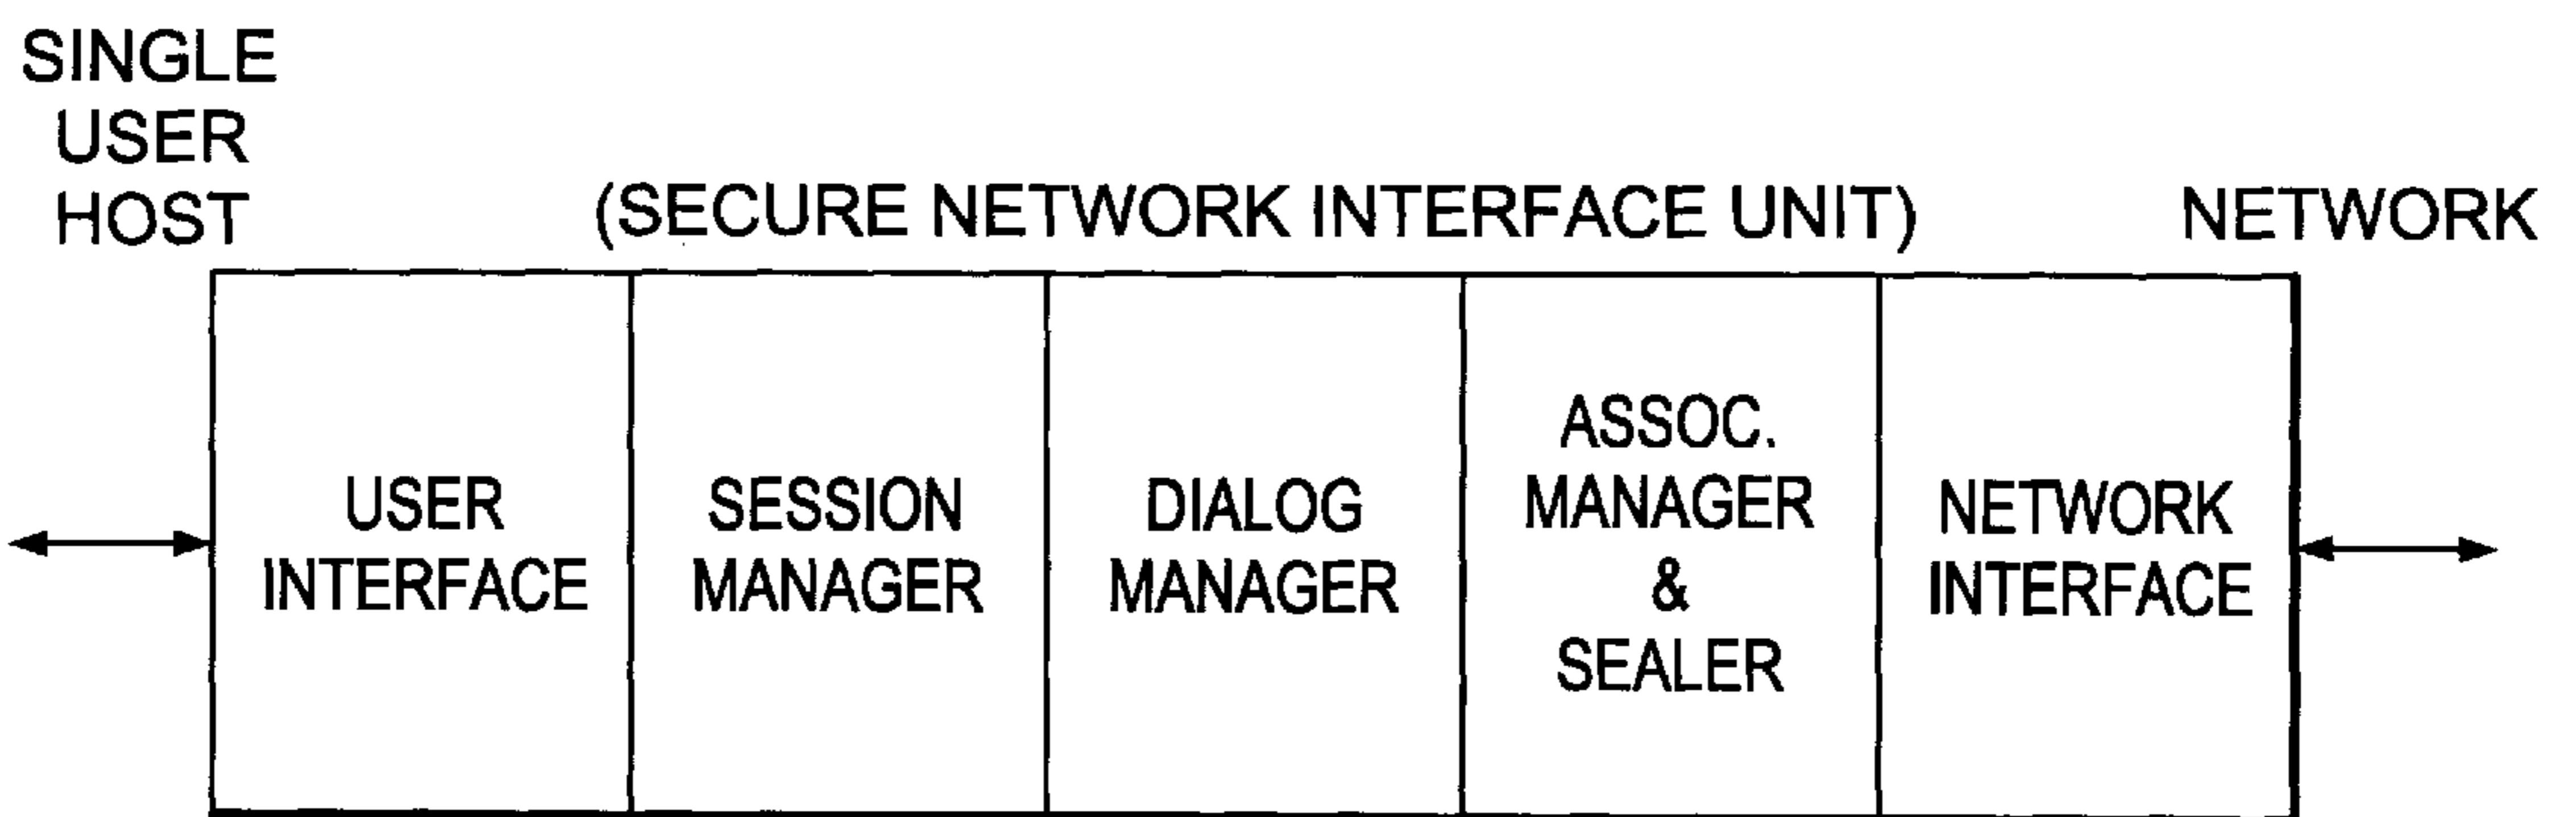 SINGLE
USER
HOST
(SECURE NETWORK INTERFACE UNIT)
NETWORK
USER
INTERFACE
SESSION
MANAGER
DIALOG
MANAGER
ASSOC.
MANAGER
&
SEALER
NETWORK
INTERFACE